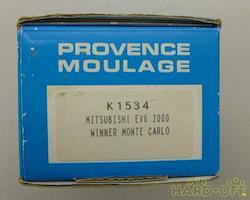 PROVENCE
MOULAGE
K1534
MITSUBISHI EV6 2000
WINNER MONTE CARLO
HARD·OFF